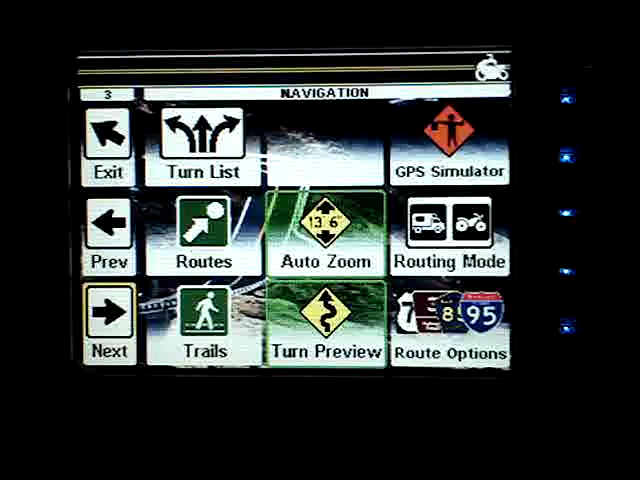 3 NAVIGATION
Exit Turn List GPS Simulator
13'6"
Prev Routes Auto Zoom Routing Mode
95
Next Trails Turn Preview Route Options